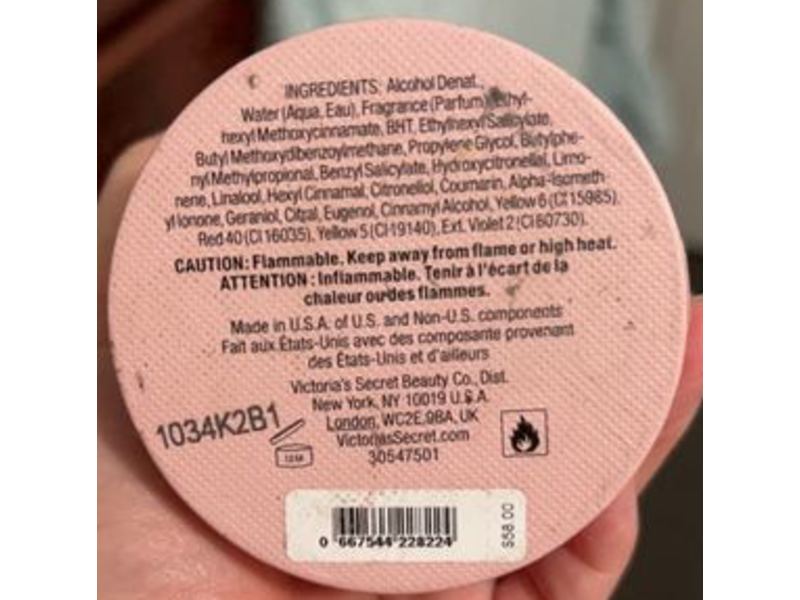 INGREDIENTS: Alcohol Denat.,
Water (Aqua, Eau), Fragrance (Parfum), Ethyl-
hexyl Methoxycinnamate, BHT, Ethylhexyl Salicylate,
Butyl Methoxydibenzoylmethane, Propylene Glycol, Butylphe-
nyl Methylpropional, Benzyl Salicylate, Hydroxycitronellal, Limo-
nene, Linalool, Hexyl Cinnamal, Citronellol, Coumarin, Alpha-Isometh-
yl Ionone, Geraniol, Citral, Eugenol, Cinnamyl Alcohol, Yellow 6 (CI 15985),
Red 40 (CI 16035), Yellow 5 (CI 19140), Ext. Violet 2 (CI 60730).
CAUTION: Flammable. Keep away from flame or high heat.
ATTENTION : Inflammable. Tenir à l'écart de la
chaleur ou des flammes.
Made in U.S.A. of U.S. and Non-U.S. components
Fait aux États-Unis avec des composante provenant
des États-Unis et d'ailleurs
Victoria's Secret Beauty Co., Dist.
New York, NY 10019 U.S.A.
London, WC2E 9BA, UK
VictoriasSecret.com
30547501
1034K2B1
12 M
0 667544 228224
$58.00